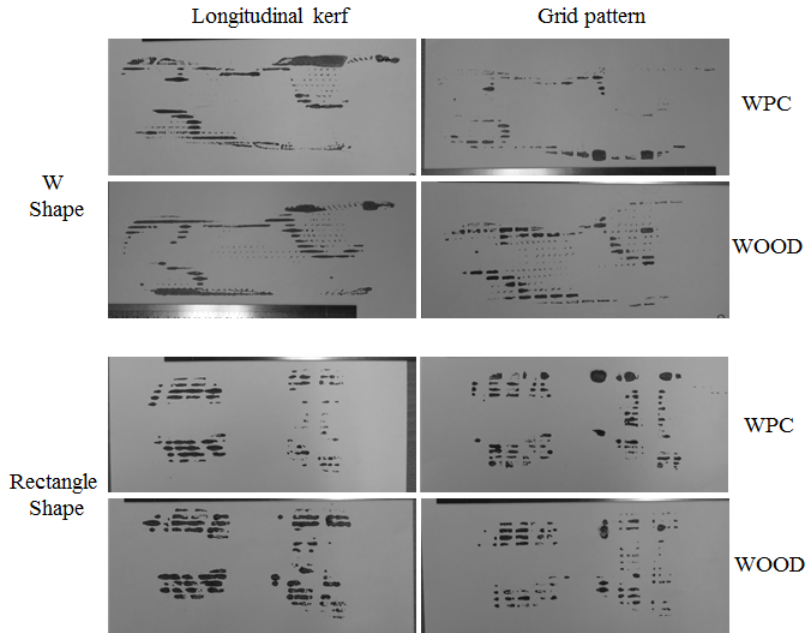 Longitudinal kerf
Grid pattern
W
Shape
WPC
WOOD
Rectangle
Shape
WPC
WOOD